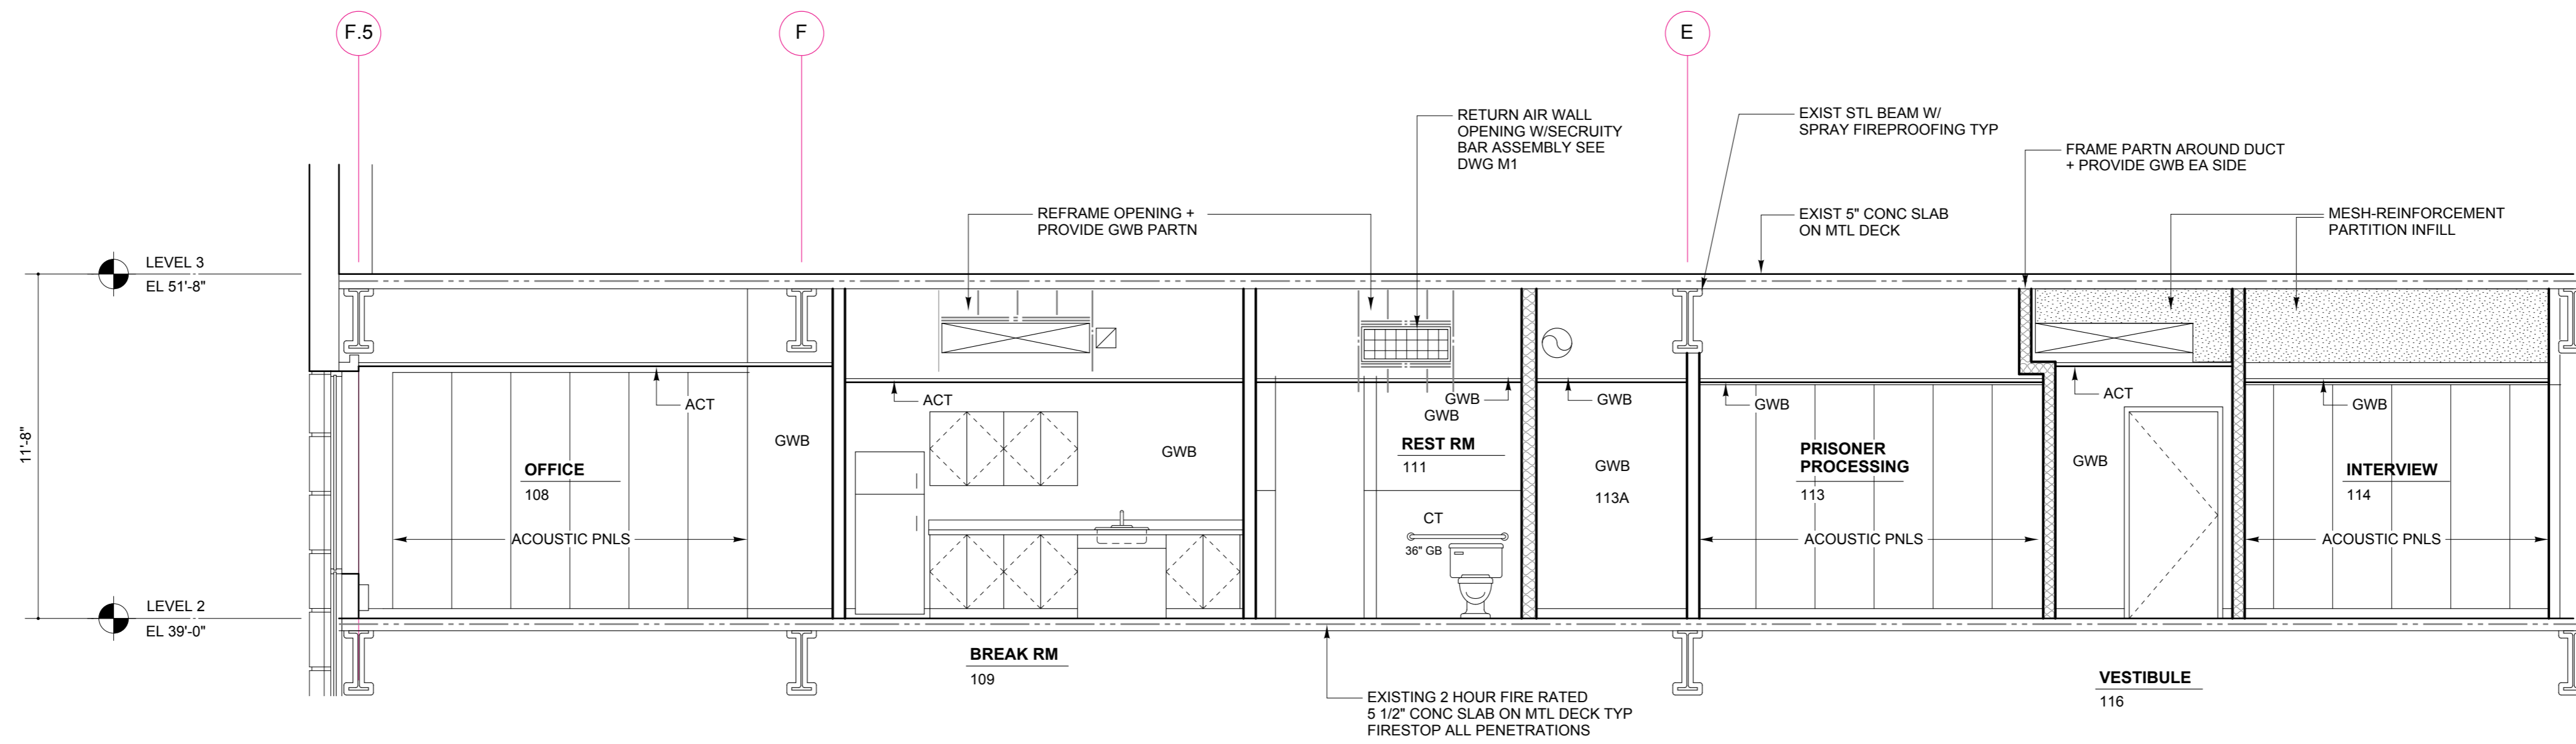 F.5
F
E
RETURN AIR WALL
OPENING W/SECRUITY
BAR ASSEMBLY SEE
DWG M1
EXIST STL BEAM W/
SPRAY FIREPROOFING TYP
FRAME PARTN AROUND DUCT
+ PROVIDE GWB EA SIDE
REFRAME OPENING +
PROVIDE GWB PARTN
EXIST 5" CONC SLAB
ON MTL DECK
MESH-REINFORCEMENT
PARTITION INFILL
LEVEL 3
EL 51'-8"
11'-8"
LEVEL 2
EL 39'-0"
ACT
GWB
OFFICE
108
ACOUSTIC PNLS
ACT
GWB
BREAK RM
109
GWB
GWB
REST RM
111
CT
36" GB
GWB
GWB
113A
GWB
PRISONER
PROCESSING
113
ACOUSTIC PNLS
ACT
GWB
VESTIBULE
116
GWB
INTERVIEW
114
ACOUSTIC PNLS
EXISTING 2 HOUR FIRE RATED
5 1/2" CONC SLAB ON MTL DECK TYP
FIRESTOP ALL PENETRATIONS